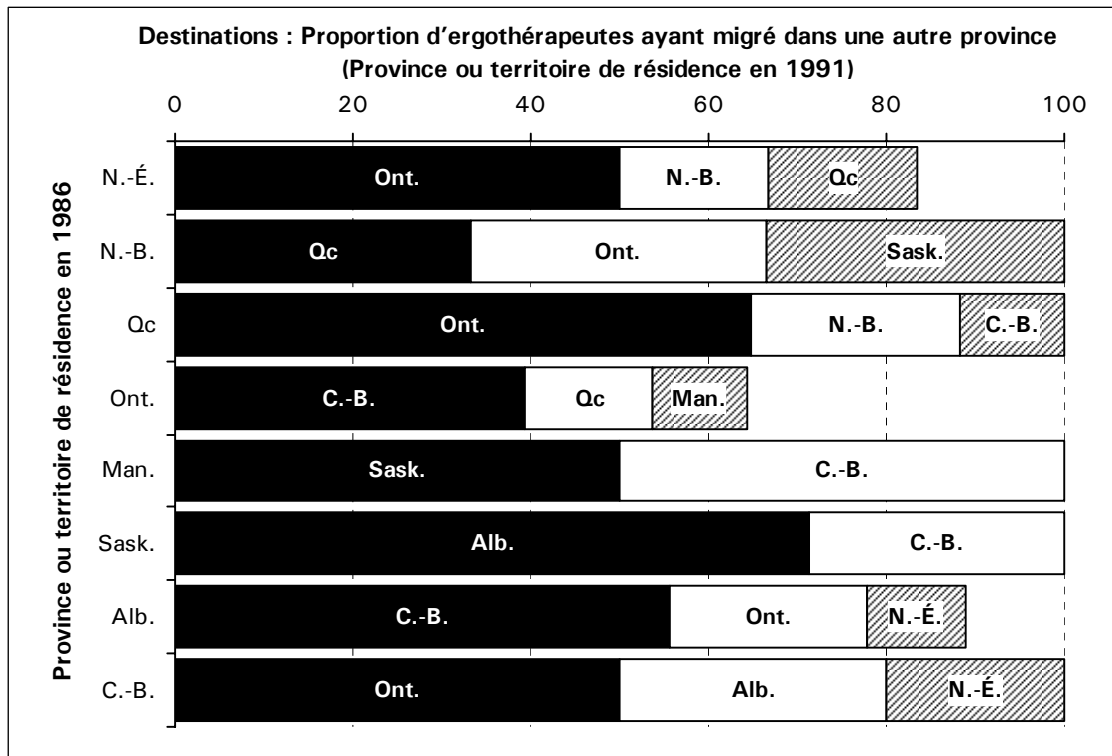 Destinations : Proportion d'ergothérapeutes ayant migré dans une autre province
(Province ou territoire de résidence en 1991)
0 20 40 60 80 100
Province ou territoire de résidence en 1986
N.-É. Ont. N.-B. Qc
N.-B. Qc Ont. Sask.
Qc Ont. N.-B. C.-B.
Ont. C.-B. Qc Man.
Man. Sask. C.-B.
Sask. Alb. C.-B.
Alb. C.-B. Ont. N.-É.
C.-B. Ont. Alb. N.-É.